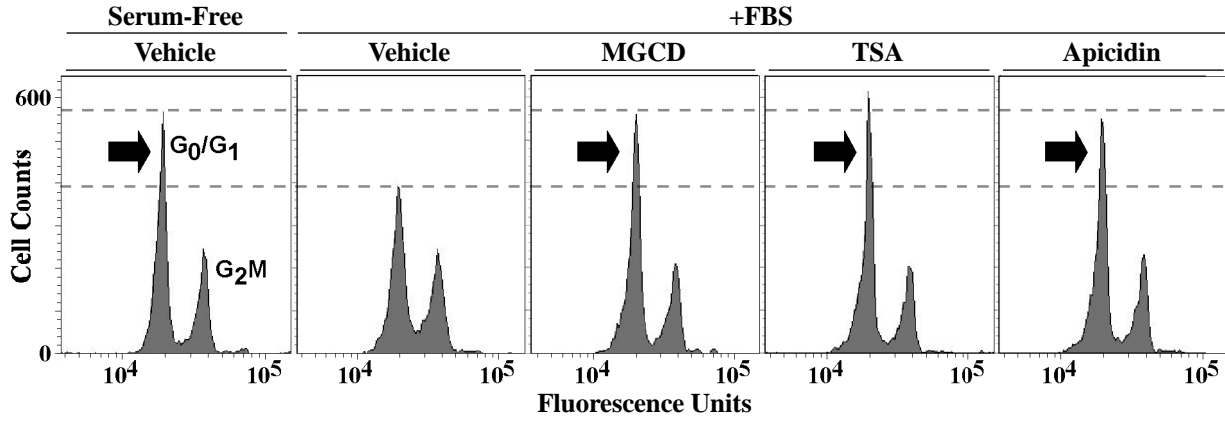 Serum-Free +FBS
Vehicle Vehicle MGCD TSA Apicidin
600
G0/G1
Cell Counts
G2M
0
10^4 10^5 10^4 10^5 10^4 10^5 10^4 10^5 10^4 10^5
Fluorescence Units